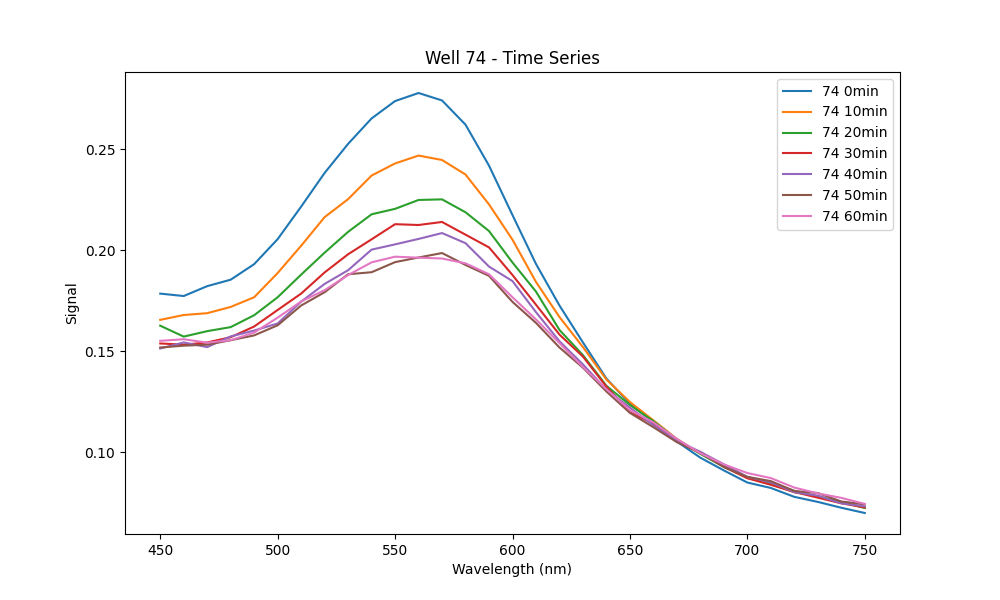 Well 74 - Time Series
74 0min
74 10min
74 20min
74 30min
74 40min
74 50min
74 60min
0.25
0.20
0.15
0.10
Signal
450 500 550 600 650 700 750
Wavelength (nm)